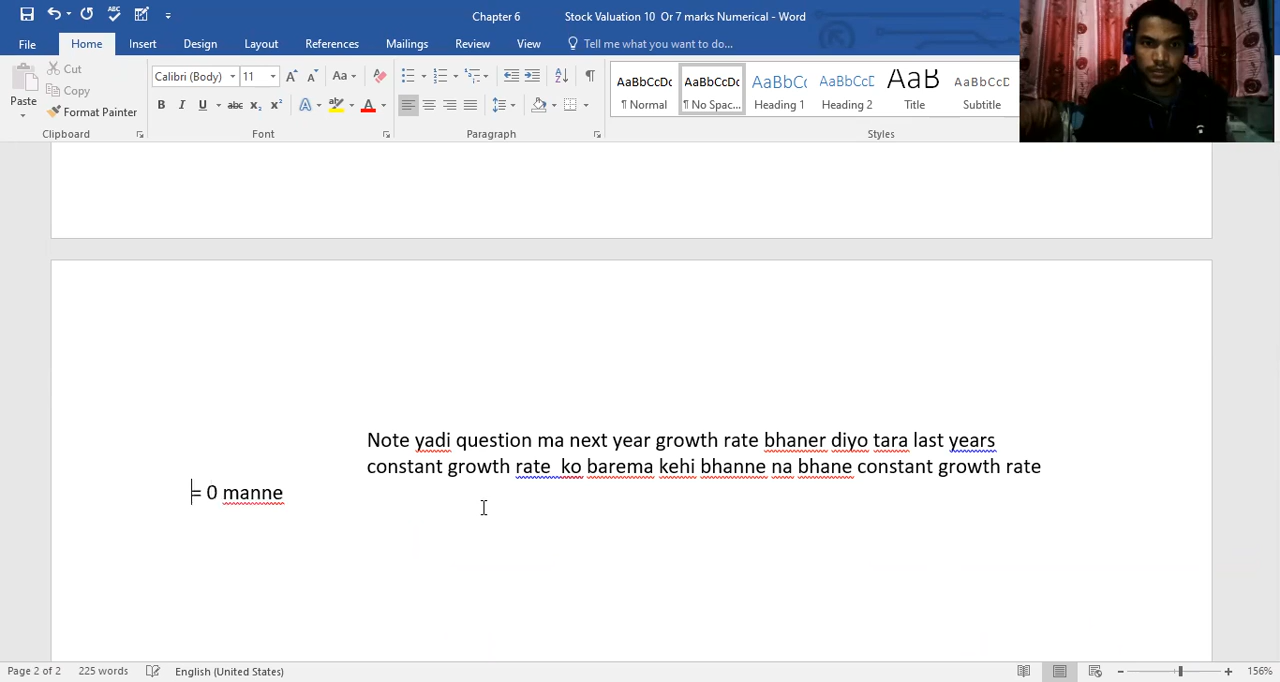 Chapter 6 Stock Valuation 10 Or 7 marks Numerical - Word
File Home Insert Design Layout References Mailings Review View Tell me what you want to do...
Paste Cut Copy Format Painter
Calibri (Body) 11
AaBbCcDc AaBbCcDc AaBbCc AaBbCcDc AaB AaBbCcDc
¶ Normal ¶ No Spac... Heading 1 Heading 2 Title Subtitle
Clipboard Font Paragraph Styles
Note yadi question ma next year growth rate bhaner diyo tara last years
constant growth rate ko barema kehi bhanne na bhane constant growth rate
= 0 manne
Page 2 of 2 225 words English (United States) 156%